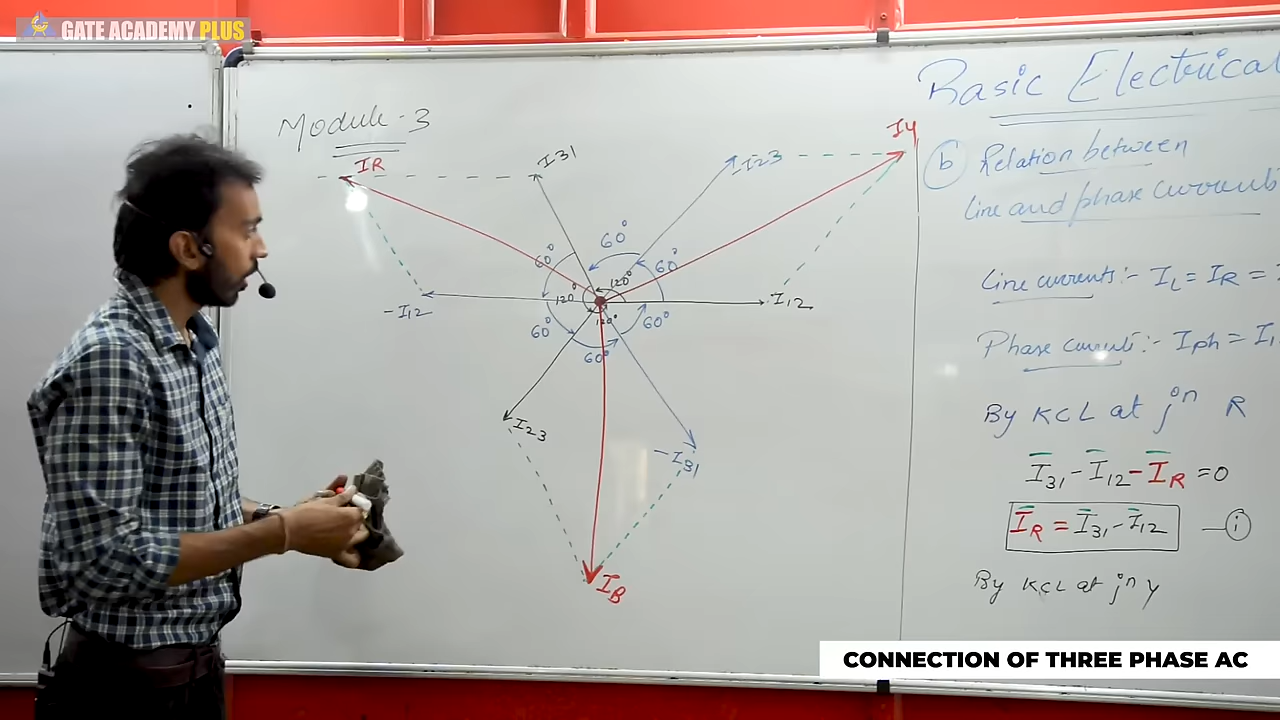 GATE ACADEMY PLUS
Module-3
IR
I31
I23
IY
60°
60°
60°
120°
120°
120°
-I12
I12
60°
60°
60°
I23
-I31
IB
Basic Electrical
(b) Relation between
Line and phase currents
Line currents:- IL = IR =
Phase currents:- Iph = I1
By KCL at jn R
I31 - I12 - IR = 0
IR = I31 - I12 — (i)
By KCL at jn Y
CONNECTION OF THREE PHASE AC